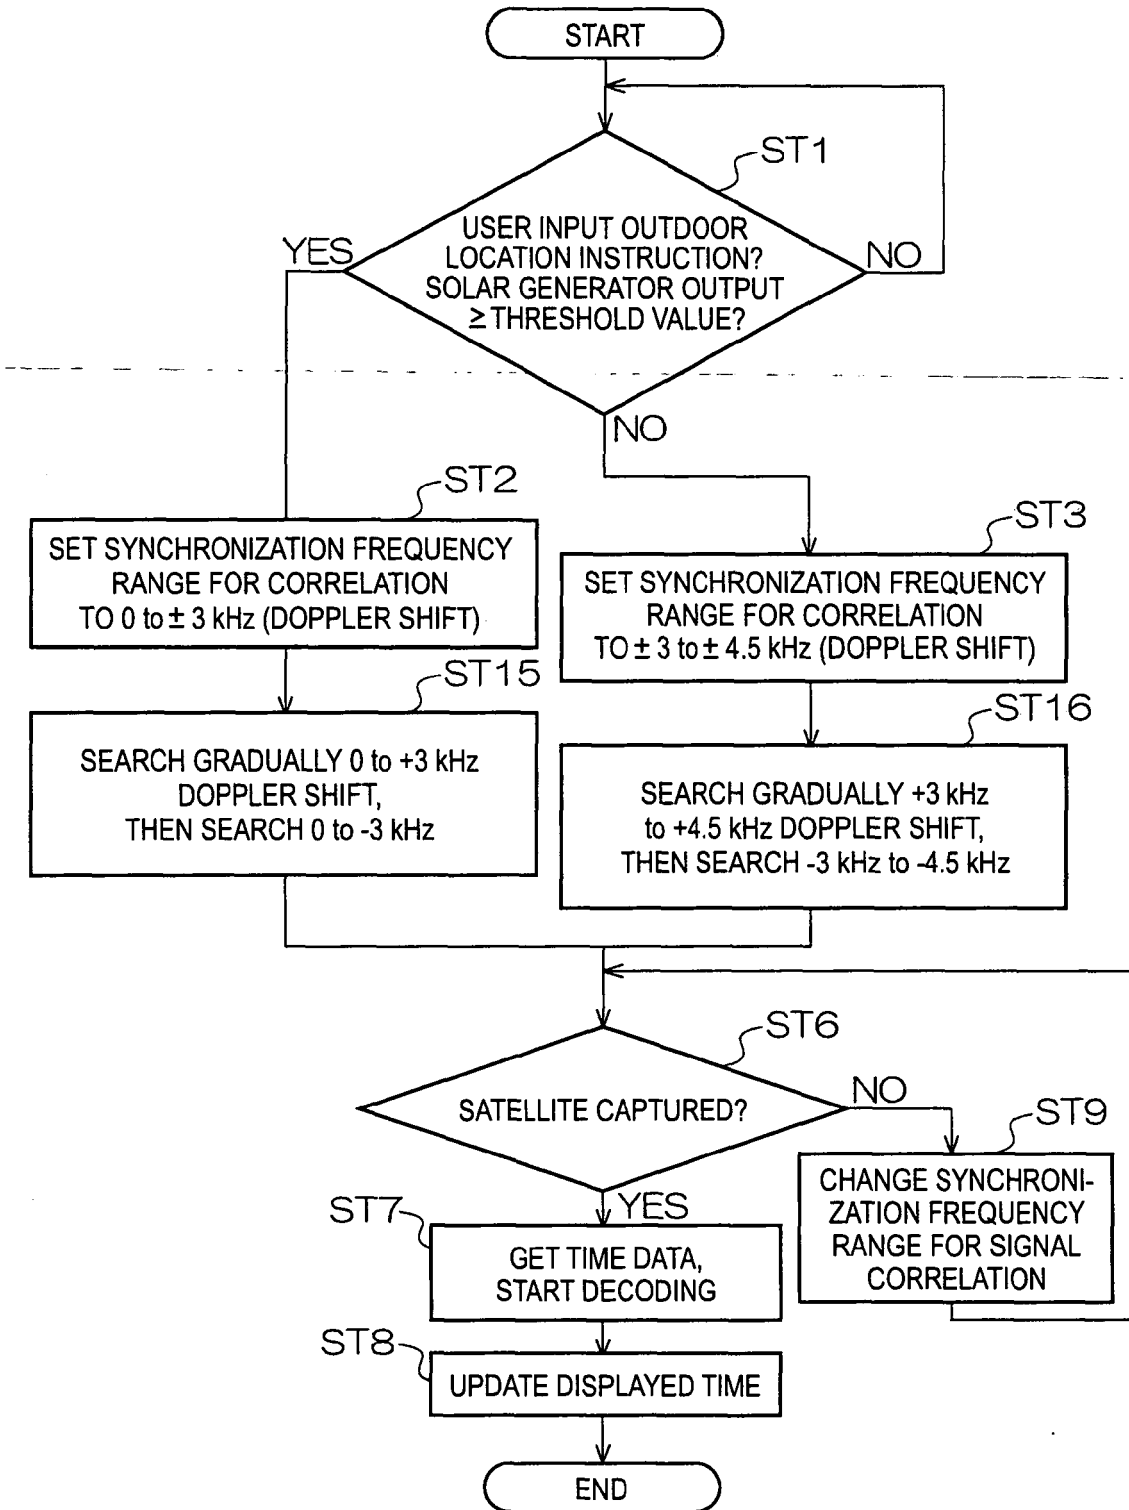 START
ST1
USER INPUT OUTDOOR
LOCATION INSTRUCTION?
SOLAR GENERATOR OUTPUT
≥ THRESHOLD VALUE?
YES
NO
NO
ST2
SET SYNCHRONIZATION FREQUENCY
RANGE FOR CORRELATION
TO 0 to ± 3 kHz (DOPPLER SHIFT)
ST3
SET SYNCHRONIZATION FREQUENCY
RANGE FOR CORRELATION
TO ± 3 to ± 4.5 kHz (DOPPLER SHIFT)
ST15
SEARCH GRADUALLY 0 to +3 kHz
DOPPLER SHIFT,
THEN SEARCH 0 to -3 kHz
ST16
SEARCH GRADUALLY +3 kHz
to +4.5 kHz DOPPLER SHIFT,
THEN SEARCH -3 kHz to -4.5 kHz
ST6
SATELLITE CAPTURED?
NO
ST9
CHANGE SYNCHRONI-
ZATION FREQUENCY
RANGE FOR SIGNAL
CORRELATION
YES
ST7
GET TIME DATA,
START DECODING
ST8
UPDATE DISPLAYED TIME
END